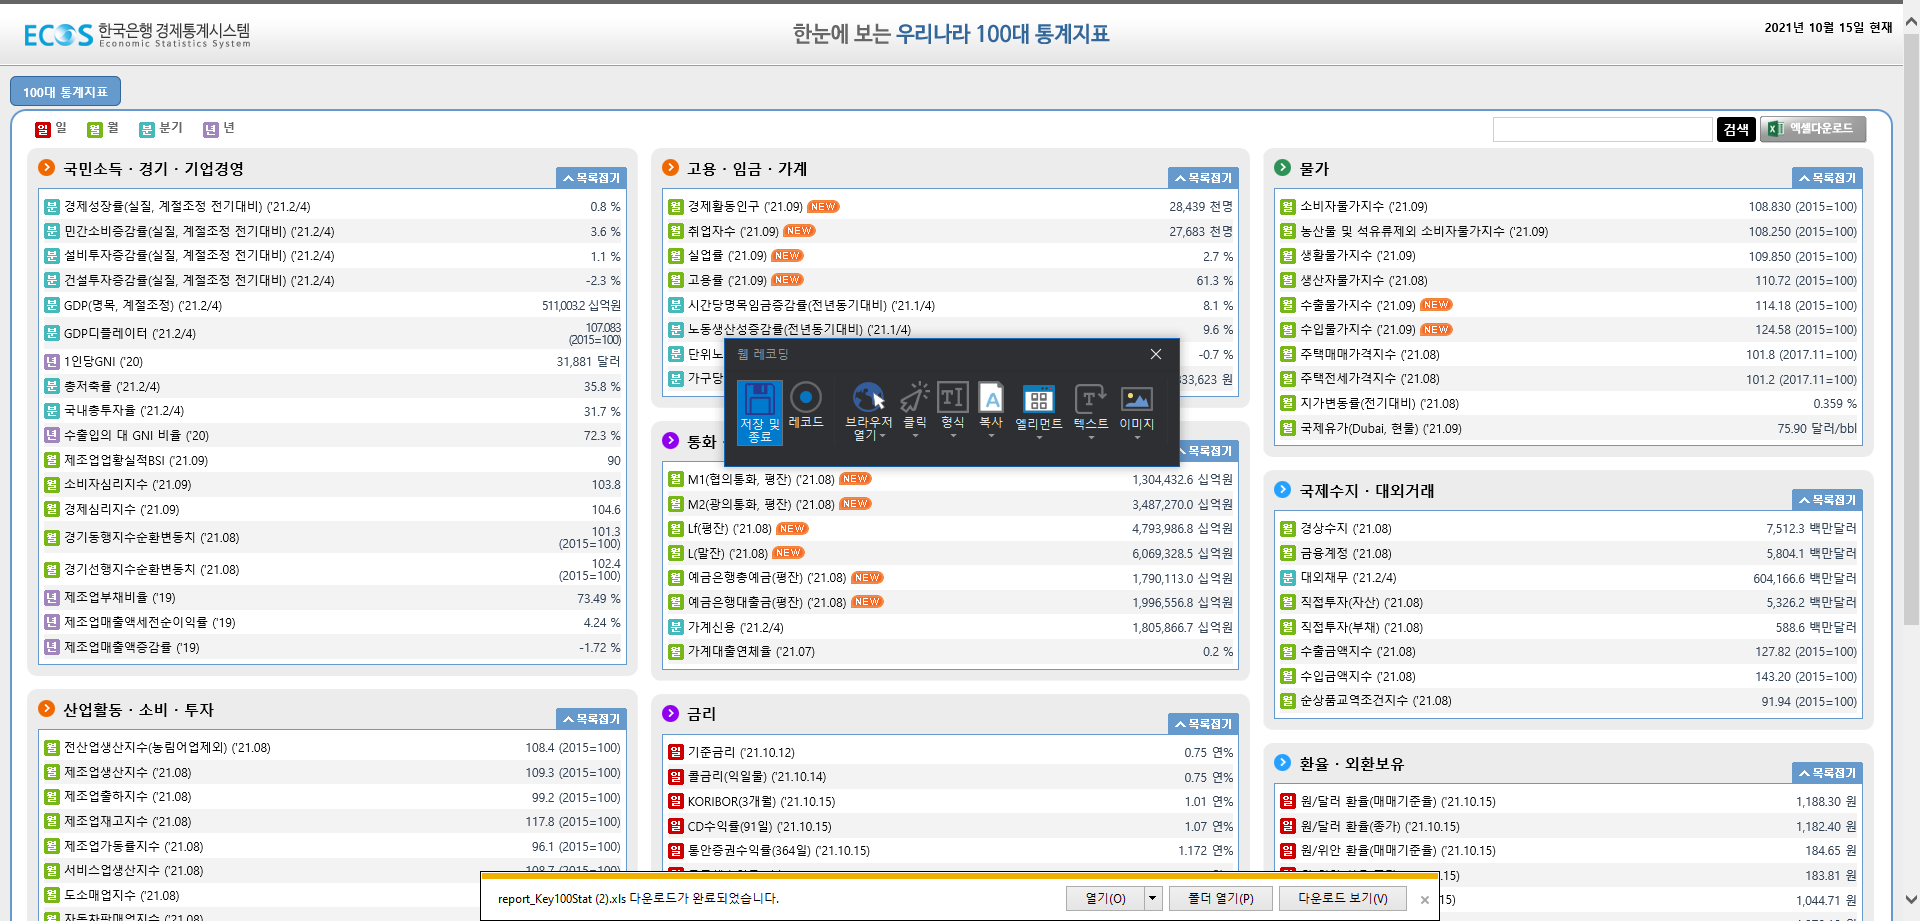 ECOS 한국은행 경제통계시스템
Economic Statistics System
한눈에 보는 우리나라 100대 통계지표
2021년 10월 15일 현재
100대 통계지표
일 일 월 월 분 분기 년 년
검색 엑셀다운로드
국민소득 · 경기 · 기업경영
목록접기
분 경제성장률(실질, 계절조정 전기대비) ('21.2/4) 0.8 %
분 민간소비증감률(실질, 계절조정 전기대비) ('21.2/4) 3.6 %
분 설비투자증감률(실질, 계절조정 전기대비) ('21.2/4) 1.1 %
분 건설투자증감률(실질, 계절조정 전기대비) ('21.2/4) -2.3 %
분 GDP(명목, 계절조정) ('21.2/4) 511,003.2 십억원
분 GDP디플레이터 ('21.2/4) 107.083
(2015=100)
년 1인당GNI ('20) 31,881 달러
분 총저축률 ('21.2/4) 35.8 %
분 국내총투자율 ('21.2/4) 31.7 %
년 수출입의 대 GNI 비율 ('20) 72.3 %
월 제조업업황실적BSI ('21.09) 90
월 소비자심리지수 ('21.09) 103.8
월 경제심리지수 ('21.09) 104.6
월 경기동행지수순환변동치 ('21.08) 101.3
(2015=100)
월 경기선행지수순환변동치 ('21.08) 102.4
(2015=100)
년 제조업부채비율 ('19) 73.49 %
년 제조업매출액세전순이익률 ('19) 4.24 %
년 제조업매출액증감률 ('19) -1.72 %
산업활동 · 소비 · 투자
목록접기
월 전산업생산지수(농림어업제외) ('21.08) 108.4 (2015=100)
월 제조업생산지수 ('21.08) 109.3 (2015=100)
월 제조업출하지수 ('21.08) 99.2 (2015=100)
월 제조업재고지수 ('21.08) 117.8 (2015=100)
월 제조업가동률지수 ('21.08) 96.1 (2015=100)
월 서비스업생산지수 ('21.08) 108.7 (2015=100)
월 도소매업지수 ('21.08)
월 자동차판매업지수 ('21.08)
고용 · 임금 · 가계
목록접기
월 경제활동인구 ('21.09) NEW 28,439 천명
월 취업자수 ('21.09) NEW 27,683 천명
월 실업률 ('21.09) NEW 2.7 %
월 고용률 ('21.09) NEW 61.3 %
분 시간당명목임금증감률(전년동기대비) ('21.1/4) 8.1 %
분 노동생산성증감률(전년동기대비) ('21.1/4) 9.6 %
분 단위노 -0.7 %
분 가구당 33,623 원
웹 레코딩
저장 및 종료
레코드
브라우저 열기
클릭
형식
복사
엘리먼트
텍스트
이미지
통화 ·
목록접기
월 M1(협의통화, 평잔) ('21.08) NEW 1,304,432.6 십억원
월 M2(광의통화, 평잔) ('21.08) NEW 3,487,270.0 십억원
월 Lf(평잔) ('21.08) NEW 4,793,986.8 십억원
월 L(말잔) ('21.08) NEW 6,069,328.5 십억원
월 예금은행총예금(평잔) ('21.08) NEW 1,790,113.0 십억원
월 예금은행대출금(평잔) ('21.08) NEW 1,996,556.8 십억원
분 가계신용 ('21.2/4) 1,805,866.7 십억원
월 가계대출연체율 ('21.07) 0.2 %
금리
목록접기
일 기준금리 ('21.10.12) 0.75 연%
일 콜금리(익일물) ('21.10.14) 0.75 연%
일 KORIBOR(3개월) ('21.10.15) 1.01 연%
일 CD수익률(91일) ('21.10.15) 1.07 연%
일 통안증권수익률(364일) ('21.10.15) 1.172 연%
물가
목록접기
월 소비자물가지수 ('21.09) 108.830 (2015=100)
월 농산물 및 석유류제외 소비자물가지수 ('21.09) 108.250 (2015=100)
월 생활물가지수 ('21.09) 109.850 (2015=100)
월 생산자물가지수 ('21.08) 110.72 (2015=100)
월 수출물가지수 ('21.09) NEW 114.18 (2015=100)
월 수입물가지수 ('21.09) NEW 124.58 (2015=100)
월 주택매매가격지수 ('21.08) 101.8 (2017.11=100)
월 주택전세가격지수 ('21.08) 101.2 (2017.11=100)
월 지가변동률(전기대비) ('21.08) 0.359 %
월 국제유가(Dubai, 현물) ('21.09) 75.90 달러/bbl
국제수지 · 대외거래
목록접기
월 경상수지 ('21.08) 7,512.3 백만달러
월 금융계정 ('21.08) 5,804.1 백만달러
분 대외채무 ('21.2/4) 604,166.6 백만달러
월 직접투자(자산) ('21.08) 5,326.2 백만달러
월 직접투자(부채) ('21.08) 588.6 백만달러
월 수출금액지수 ('21.08) 127.82 (2015=100)
월 수입금액지수 ('21.08) 143.20 (2015=100)
월 순상품교역조건지수 ('21.08) 91.94 (2015=100)
환율 · 외환보유
목록접기
일 원/달러 환율(매매기준율) ('21.10.15) 1,188.30 원
일 원/달러 환율(종가) ('21.10.15) 1,182.40 원
일 원/위안 환율(매매기준율) ('21.10.15) 184.65 원
.15) 183.81 원
15) 1,044.71 원
report_Key100Stat (2).xls 다운로드가 완료되었습니다.
열기(O) 폴더 열기(P) 다운로드 보기(V)